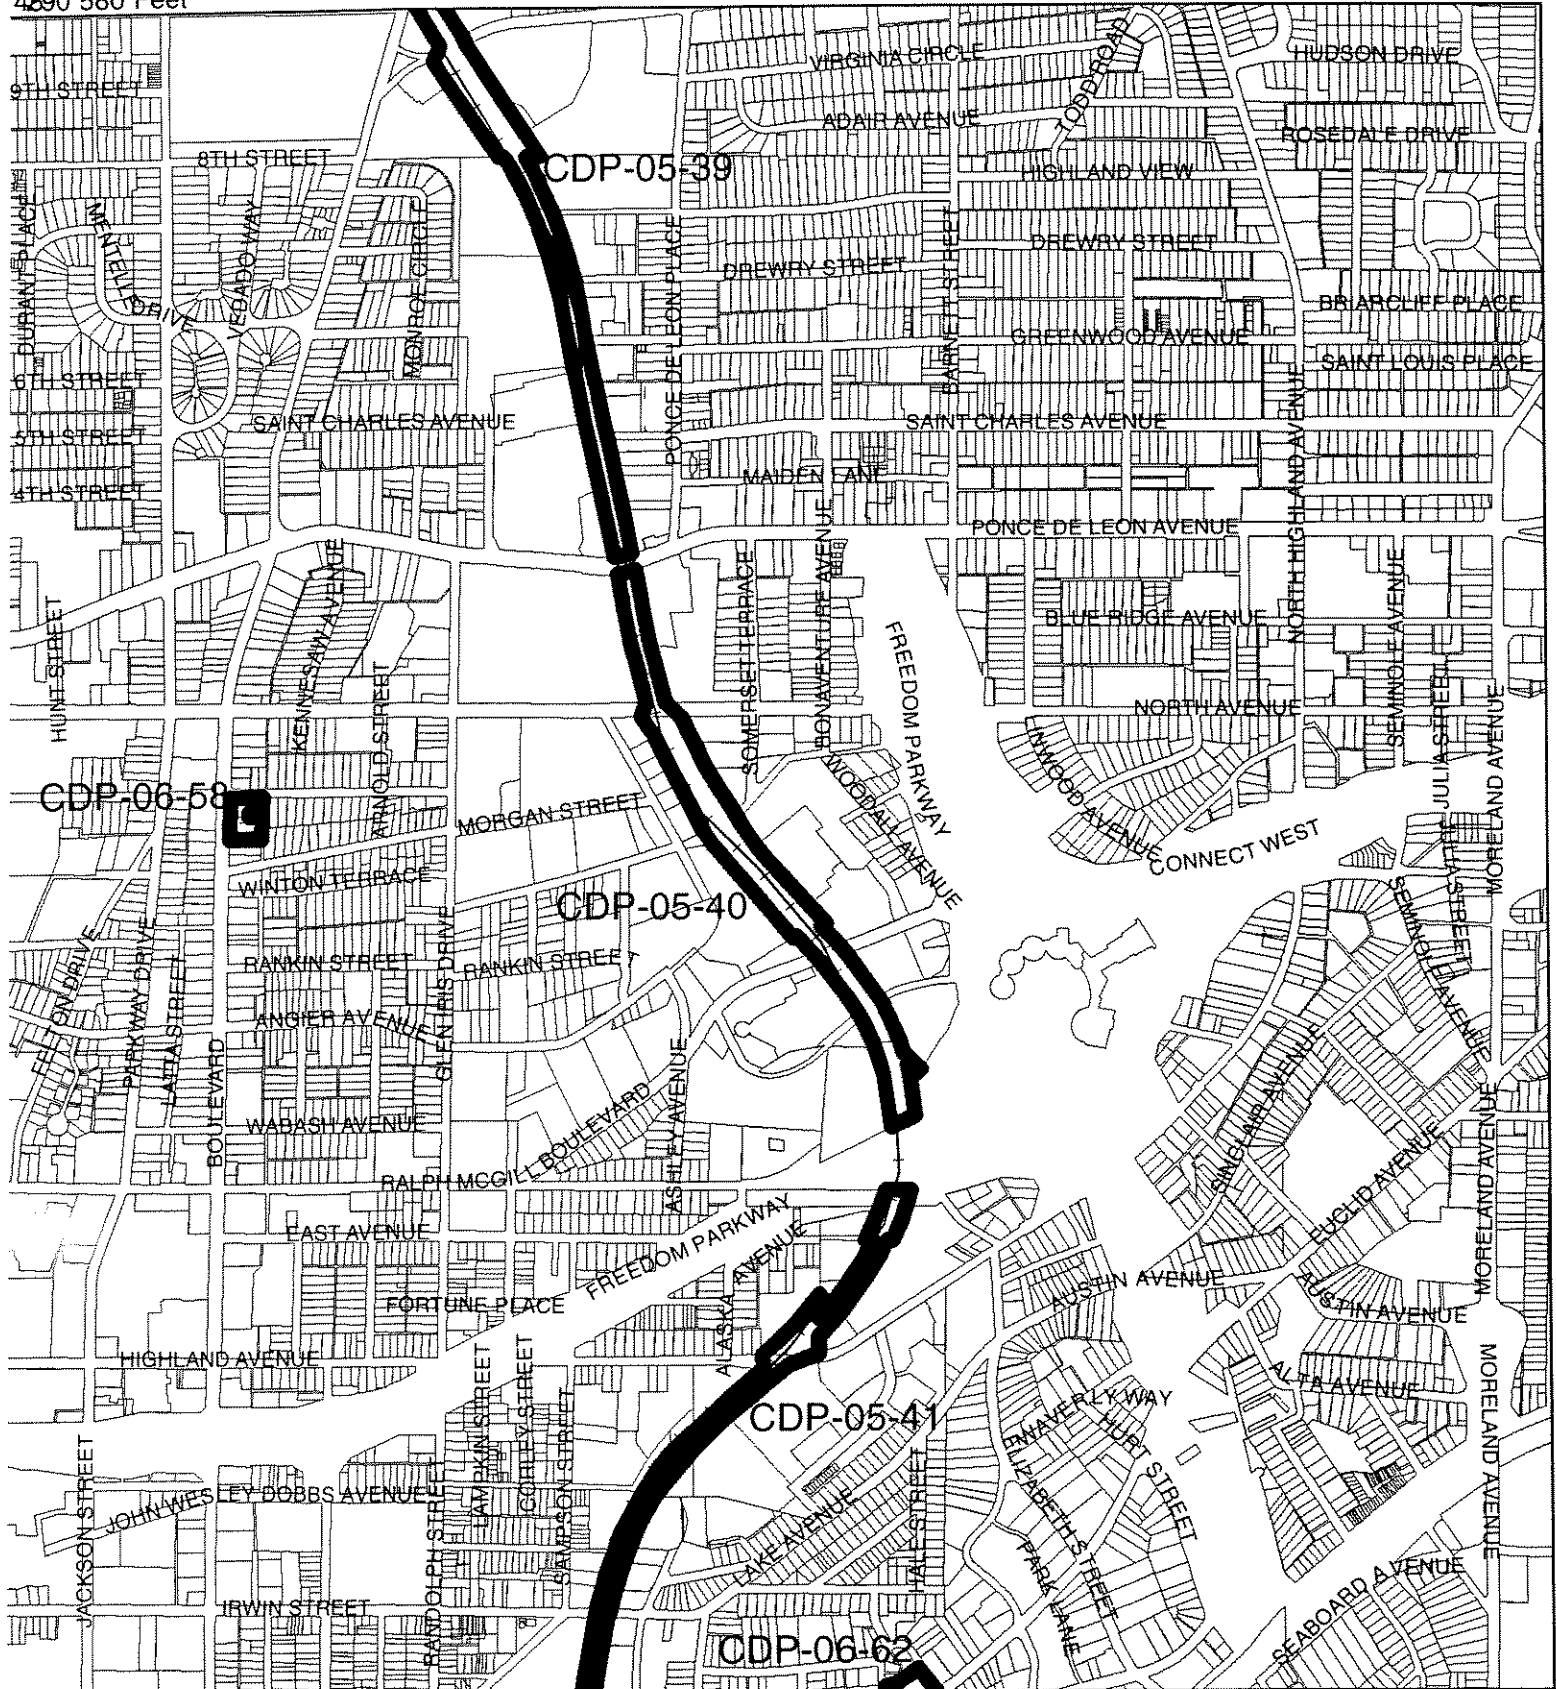 580 Feet
VIRGINIA CIRCLE
TODD ROAD
HUDSON DRIVE
9TH STREET
ADAIR AVENUE
ROSEDALE DRIVE
8TH STREET
CDP-05-39
HIGHLAND VIEW
DURANT PLACE
MENTELLE DRIVE
VEDADO WAY
MONROE CIRCLE
PONCE DE LEON PLACE
DREWRY STREET
BARNETT STREET
DREWRY STREET
BRIARCLIFF PLACE
GREENWOOD AVENUE
SAINT LOUIS PLACE
6TH STREET
SAINT CHARLES AVENUE
SAINT CHARLES AVENUE
NORTH HIGHLAND AVENUE
5TH STREET
MAIDEN LANE
4TH STREET
PONCE DE LEON AVENUE
HUNT STREET
KENNESAW AVENUE
ARNOLD STREET
SOMERSET TERRACE
BONAVENTURE AVENUE
FREEDOM PARKWAY
BLUE RIDGE AVENUE
SEMINOLE AVENUE
JULIA STREET
MORELAND AVENUE
NORTH AVENUE
LINWOOD AVENUE
WOODALL AVENUE
CDP-06-58
MORGAN STREET
CONNECT WEST
WINTON TERRACE
CDP-05-40
JULIA STREET
SEMINOLE AVENUE
FELTON DRIVE
PARKWAY DRIVE
LATTA STREET
BOULEVARD
RANKIN STREET
GLEN IRIS DRIVE
RANKIN STREET
ANGIER AVENUE
ASHLEY AVENUE
SINCLAIR AVENUE
WABASH AVENUE
RALPH MCGILL BOULEVARD
EUCLID AVENUE
MORELAND AVENUE
EAST AVENUE
FREEDOM PARKWAY
ALASKA AVENUE
FORTUNE PLACE
AUSTIN AVENUE
AUSTIN AVENUE
HIGHLAND AVENUE
ALTA AVENUE
MORELAND AVENUE
LAMPKIN STREET
CORLEY STREET
SAMPSON STREET
CDP-05-41
WAVERLY WAY
HURT STREET
ELIZABETH STREET
JACKSON STREET
JOHN WESLEY DOBBS AVENUE
RANDOLPH STREET
LAKE AVENUE
HALE STREET
PARK LANE
SEABOARD AVENUE
IRWIN STREET
CDP-06-62